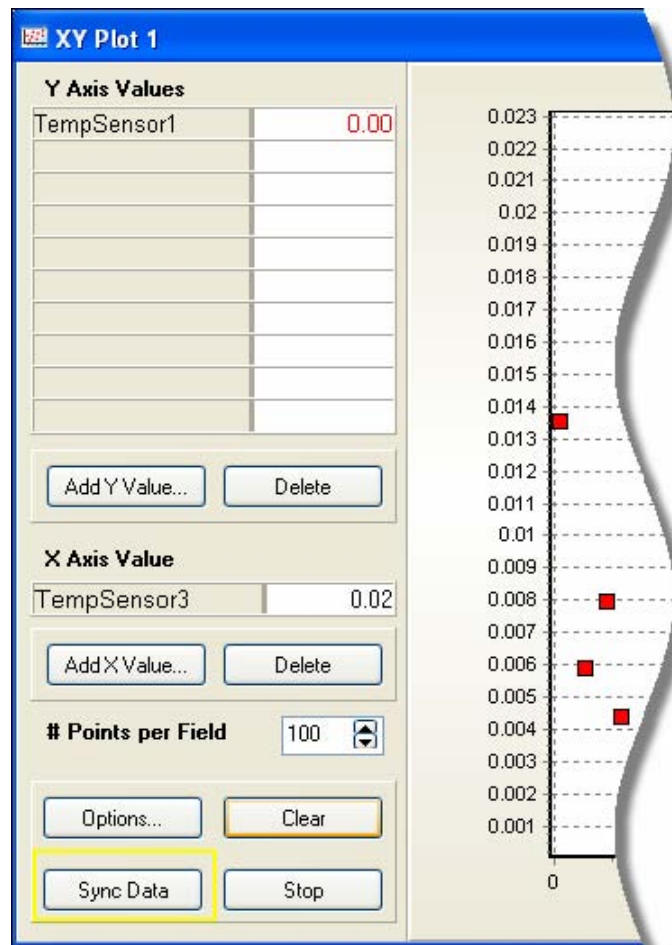 XY Plot 1
Y Axis Values
TempSensor1 0.00
Add Y Value... Delete
X Axis Value
TempSensor3 0.02
Add X Value... Delete
# Points per Field 100
Options... Clear
Sync Data Stop
0.023
0.022
0.021
0.02
0.019
0.018
0.017
0.016
0.015
0.014
0.013
0.012
0.011
0.01
0.009
0.008
0.007
0.006
0.005
0.004
0.003
0.002
0.001
0